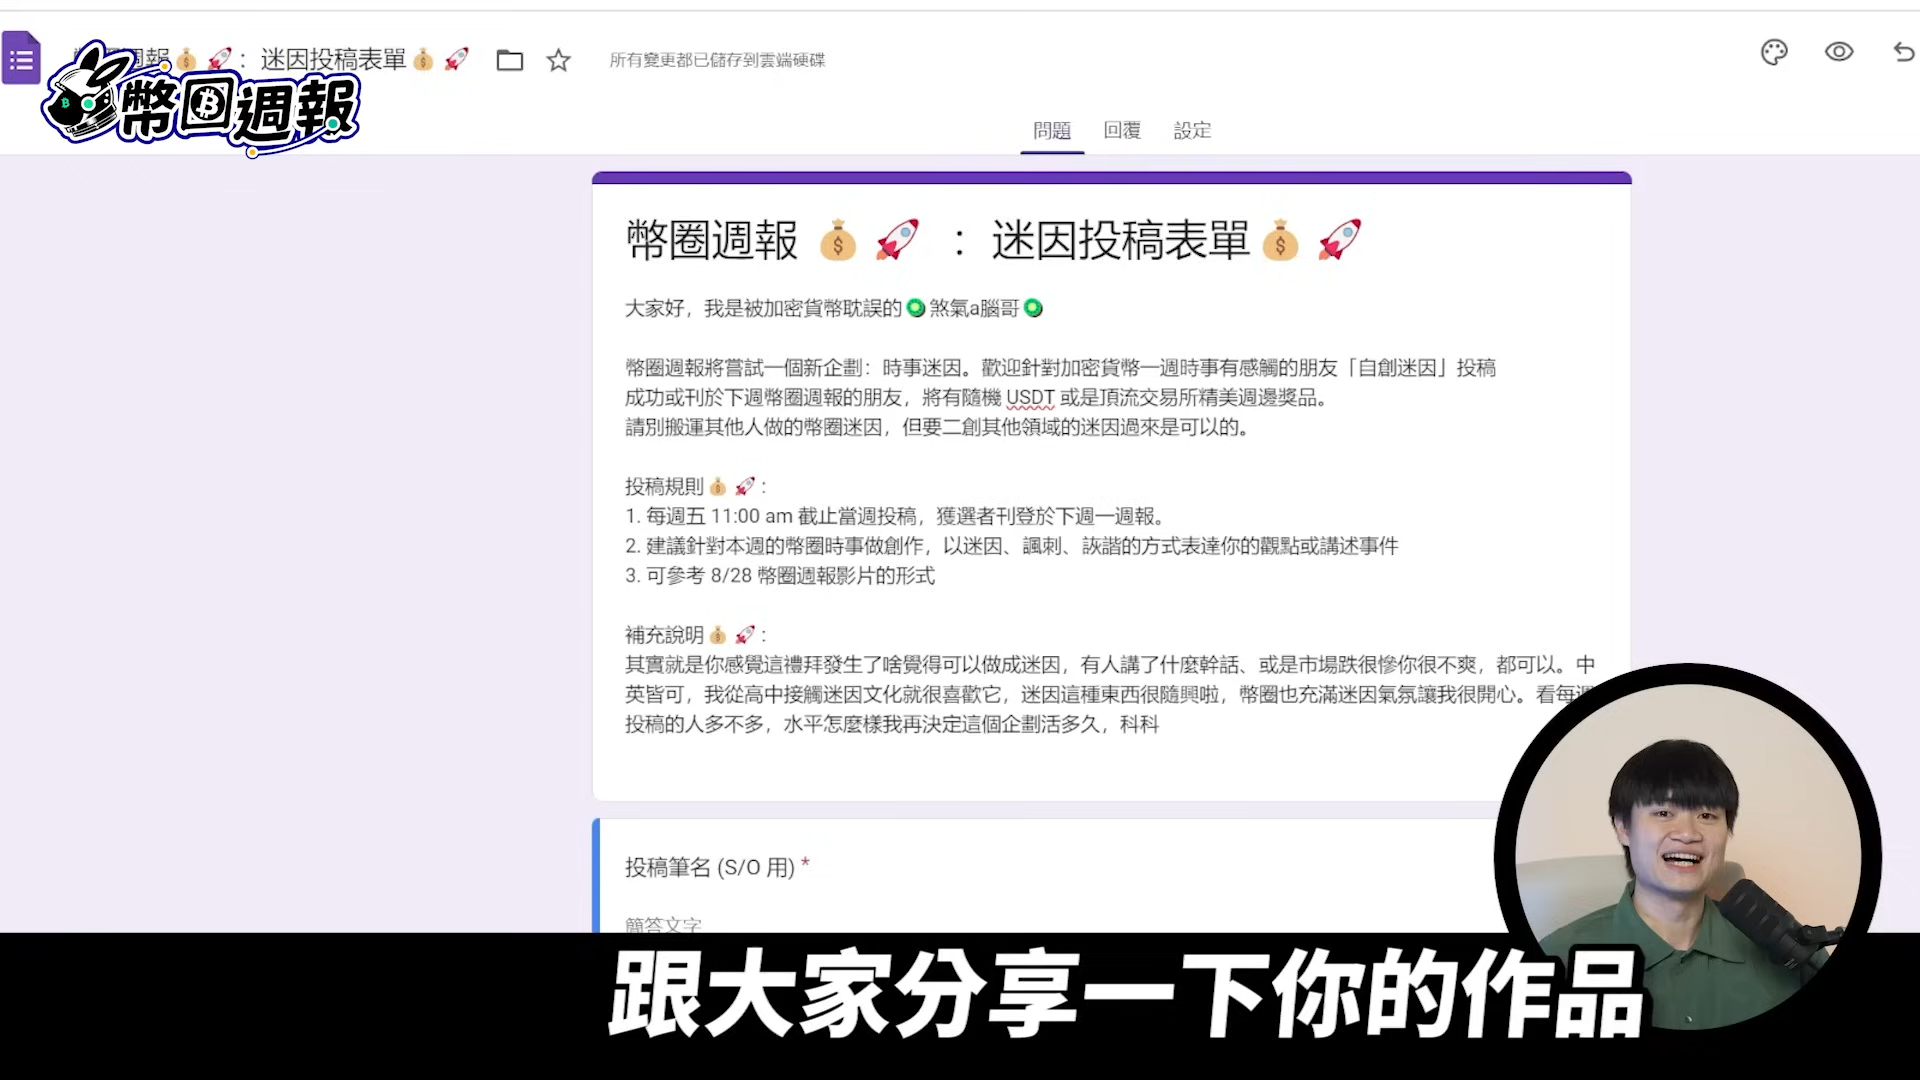 週報💰🚀：迷因投稿表單💰🚀
所有變更都已儲存到雲端硬碟
幣圈週報
問題 回覆 設定
幣圈週報 💰🚀 ：迷因投稿表單💰🚀
大家好，我是被加密貨幣耽誤的🥝煞氣a腦哥🥝
幣圈週報將嘗試一個新企劃：時事迷因。歡迎針對加密貨幣一週時事有感觸的朋友「自創迷因」投稿
成功或刊於下週幣圈週報的朋友，將有隨機 USDT 或是頂流交易所精美週邊獎品。
請別搬運其他人做的幣圈迷因，但要二創其他領域的迷因過來是可以的。
投稿規則💰🚀：
1. 每週五 11:00 am 截止當週投稿，獲選者刊登於下週一週報。
2. 建議針對本週的幣圈時事做創作，以迷因、諷刺、詼諧的方式表達你的觀點或講述事件
3. 可參考 8/28 幣圈週報影片的形式
補充說明💰🚀：
其實就是你感覺這禮拜發生了啥覺得可以做成迷因，有人講了什麼幹話、或是市場跌很慘你很不爽，都可以。中
英皆可，我從高中接觸迷因文化就很喜歡它，迷因這種東西很隨興啦，幣圈也充滿迷因氣氛讓我很開心。看每週
投稿的人多不多，水平怎麼樣我再決定這個企劃活多久，科科
投稿筆名 (S/O 用) *
簡答文字
跟大家分享一下你的作品